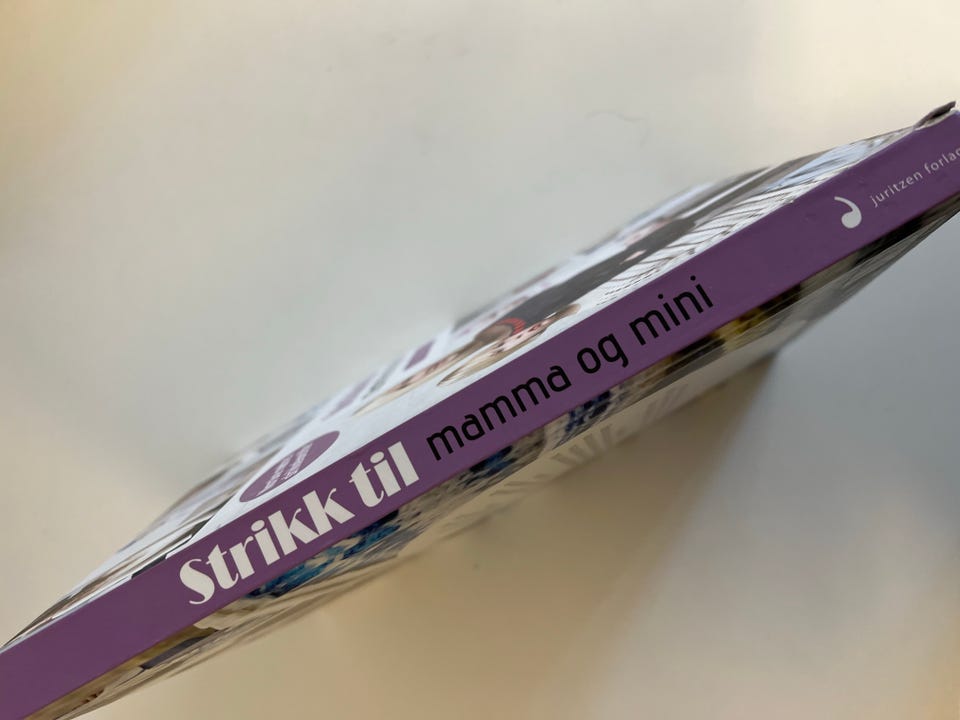 Strikk til mamma og mini
juritzen forlag